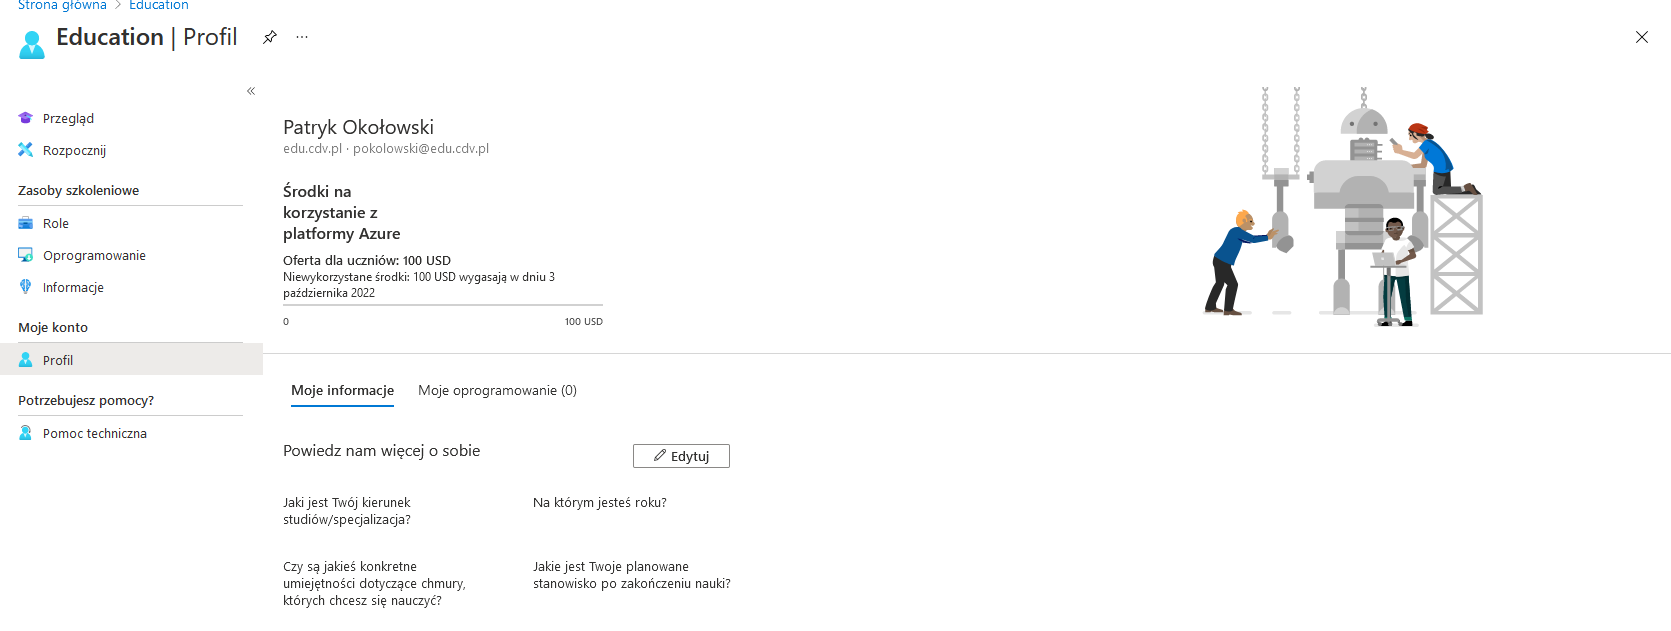 Strona główna > Education
Education | Profil
...
«
Przegląd
Rozpocznij
Zasoby szkoleniowe
Role
Oprogramowanie
Informacje
Moje konto
Profil
Potrzebujesz pomocy?
Pomoc techniczna
Patryk Okołowski
edu.cdv.pl · pokolowski@edu.cdv.pl
Środki na
korzystanie z
platformy Azure
Oferta dla uczniów: 100 USD
Niewykorzystane środki: 100 USD wygasają w dniu 3
października 2022
0 100 USD
Moje informacje Moje oprogramowanie (0)
Powiedz nam więcej o sobie
Edytuj
Jaki jest Twój kierunek
studiów/specjalizacja?
Na którym jesteś roku?
Czy są jakieś konkretne
umiejętności dotyczące chmury,
których chcesz się nauczyć?
Jakie jest Twoje planowane
stanowisko po zakończeniu nauki?